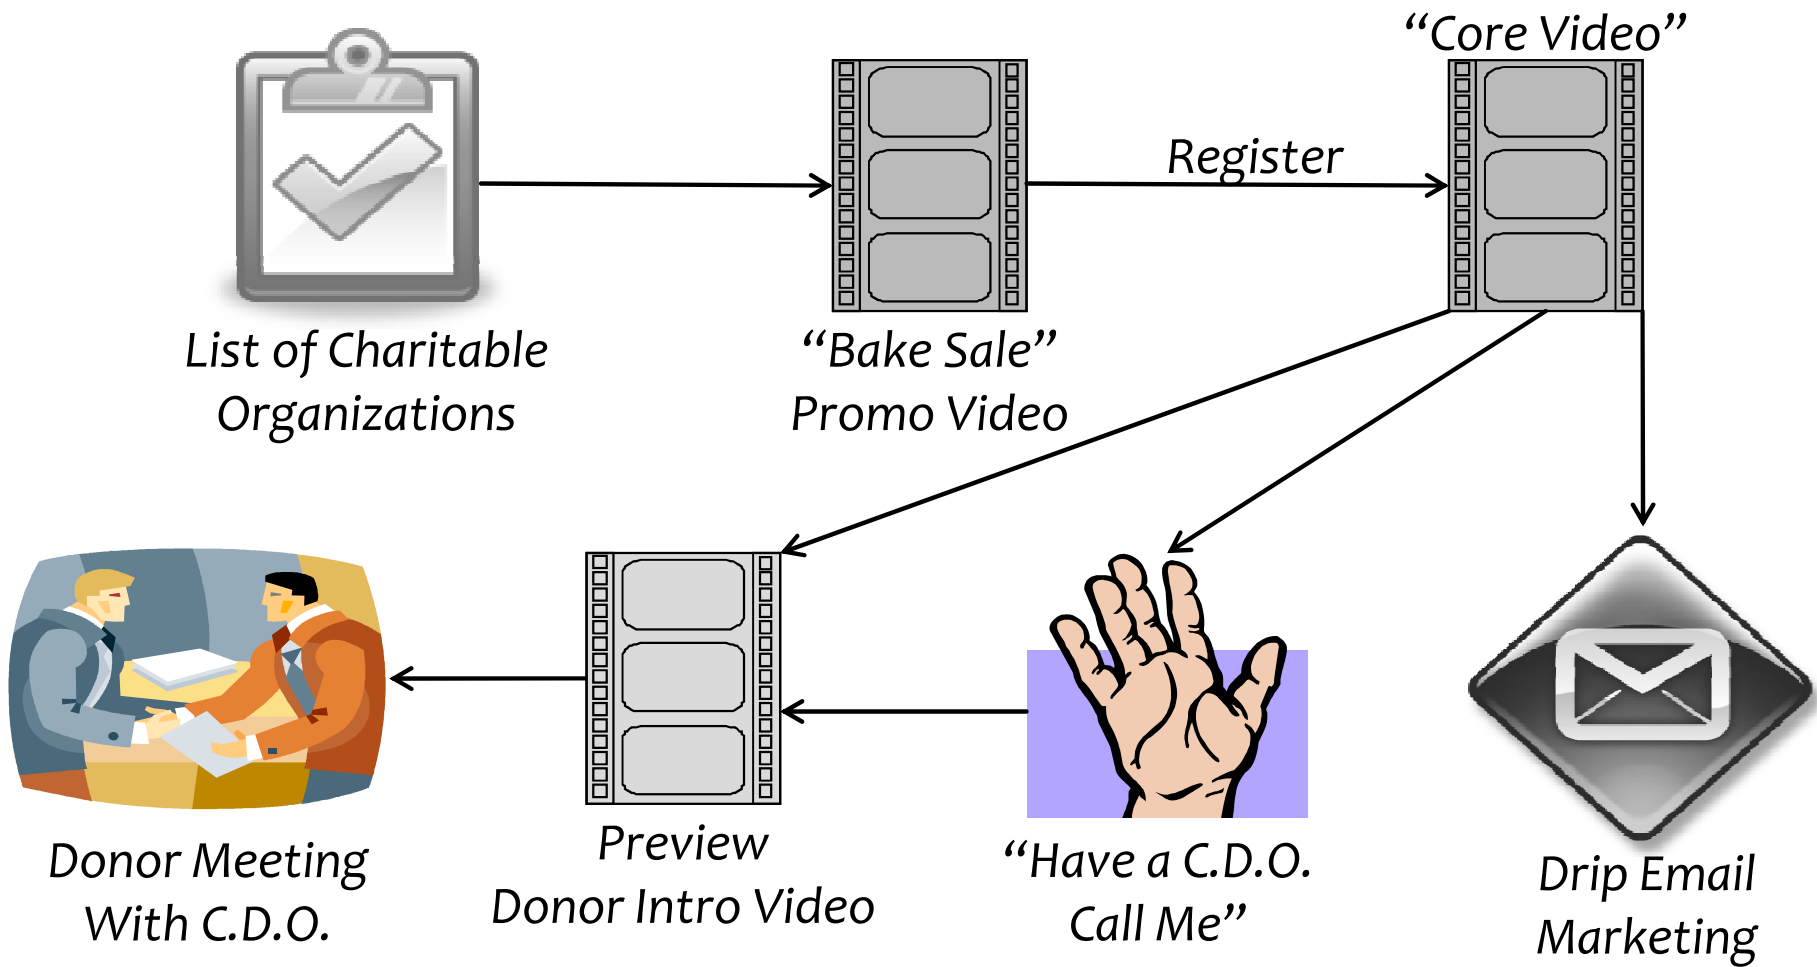 “Core Video”
Register
List of Charitable
Organizations
“Bake Sale”
Promo Video
Donor Meeting
With C.D.O.
Preview
Donor Intro Video
“Have a C.D.O.
Call Me”
Drip Email
Marketing